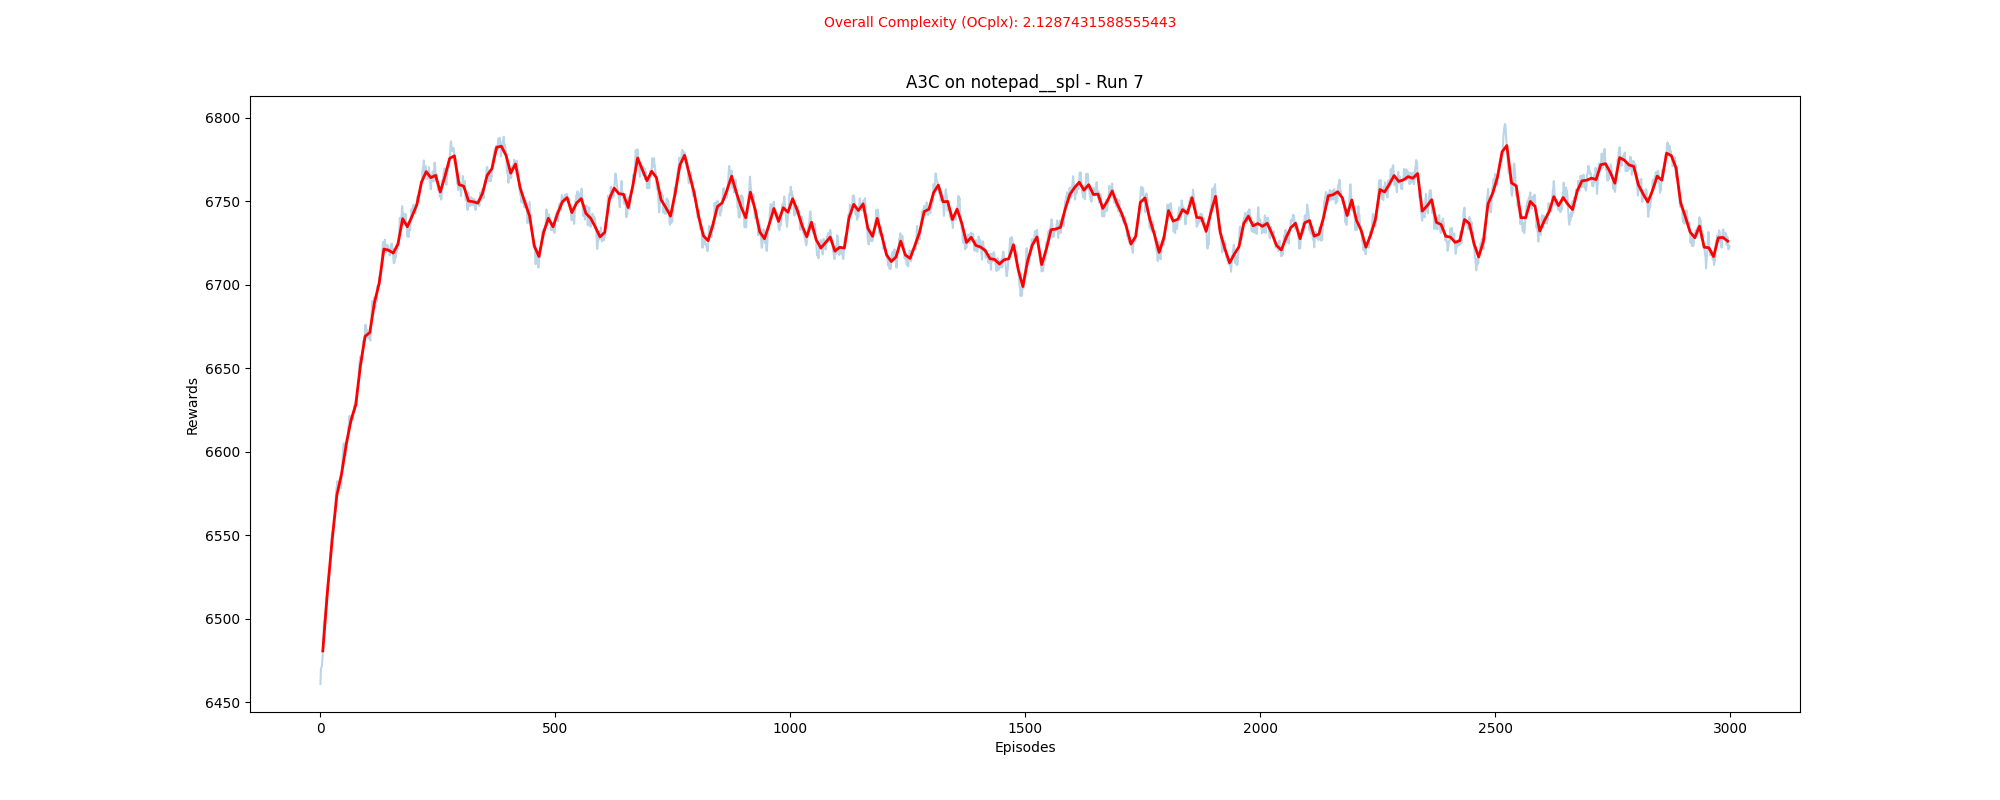 Overall Complexity (OCplx): 2.1287431588555443
A3C on notepad__spl - Run 7
6800
6750
6700
6650
6600
6550
6500
6450
Rewards
0 500 1000 1500 2000 2500 3000
Episodes